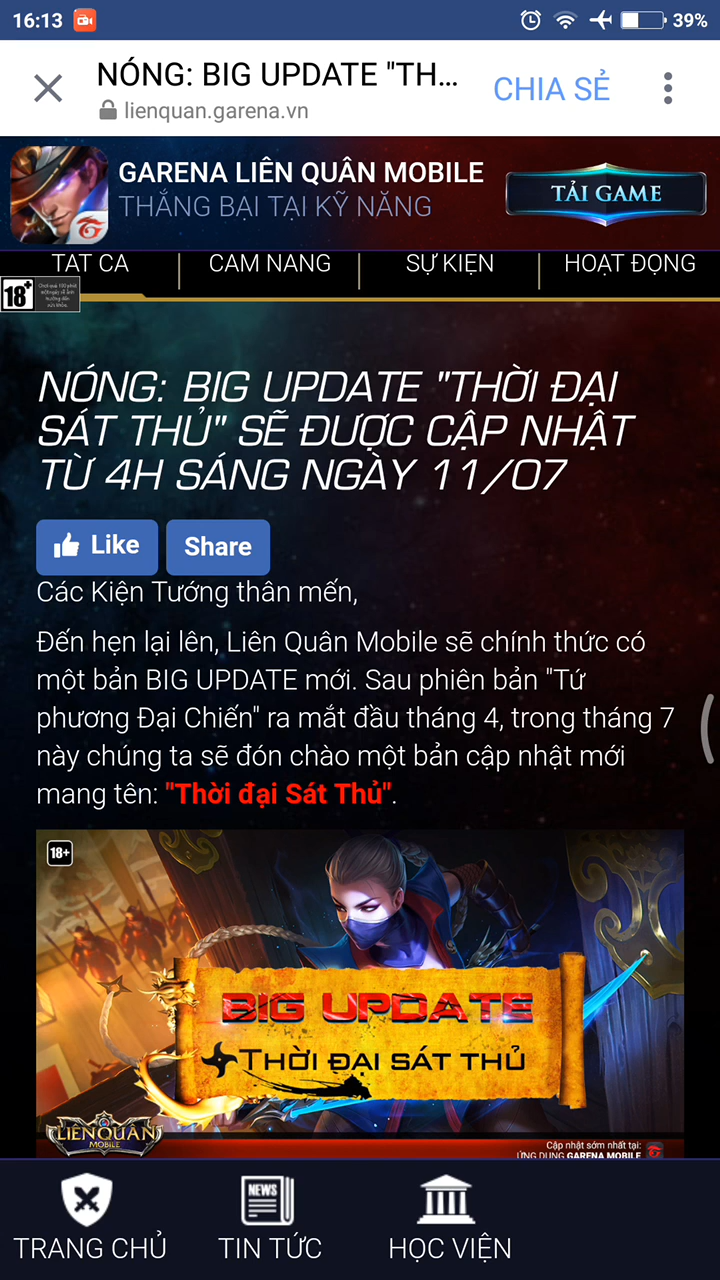 16:13
39%
NÓNG: BIG UPDATE "TH...
CHIA SẺ
lienquan.garena.vn
GARENA LIÊN QUÂN MOBILE
THẮNG BẠI TẠI KỸ NĂNG
TẢI GAME
TẤT CẢ
CẨM NANG
SỰ KIỆN
HOẠT ĐỘNG
18+
NÓNG: BIG UPDATE "THỜI ĐẠI
SÁT THỦ" SẼ ĐƯỢC CẬP NHẬT
TỪ 4H SÁNG NGÀY 11/07
Like
Share
Các Kiện Tướng thân mến,
Đến hẹn lại lên, Liên Quân Mobile sẽ chính thức có
một bản BIG UPDATE mới. Sau phiên bản "Tứ
phương Đại Chiến" ra mắt đầu tháng 4, trong tháng 7
này chúng ta sẽ đón chào một bản cập nhật mới
mang tên: "Thời đại Sát Thủ".
18+
BIG UPDATE
THỜI ĐẠI SÁT THỦ
LIÊN QUÂN
MOBILE
Cập nhật sớm nhất tại:
ỨNG DỤNG GARENA MOBILE
NEWS
TRANG CHỦ
TIN TỨC
HỌC VIỆN